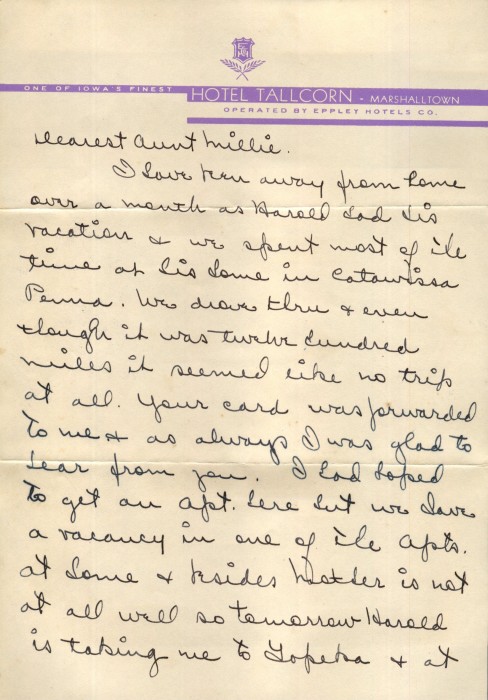 ONE OF IOWA'S FINEST
HOTEL TALLCORN - MARSHALLTOWN
OPERATED BY EPPLEY HOTELS CO.
Dearest Aunt Millie.
I have been away from home
over a month as Harold had his
vacation & we spent most of the
time at his home in Catawissa
Penna. We drove thru & even
though it was twelve hundred
miles it seemed like no trip
at all. Your card was forwarded
to me & as always I was glad to
hear from you. I had hoped
to get an apt. here but we have
a vacancy in one of the apts.
at home & besides Mother is not
at all well so tomorrow Harold
is taking me to Topeka & at